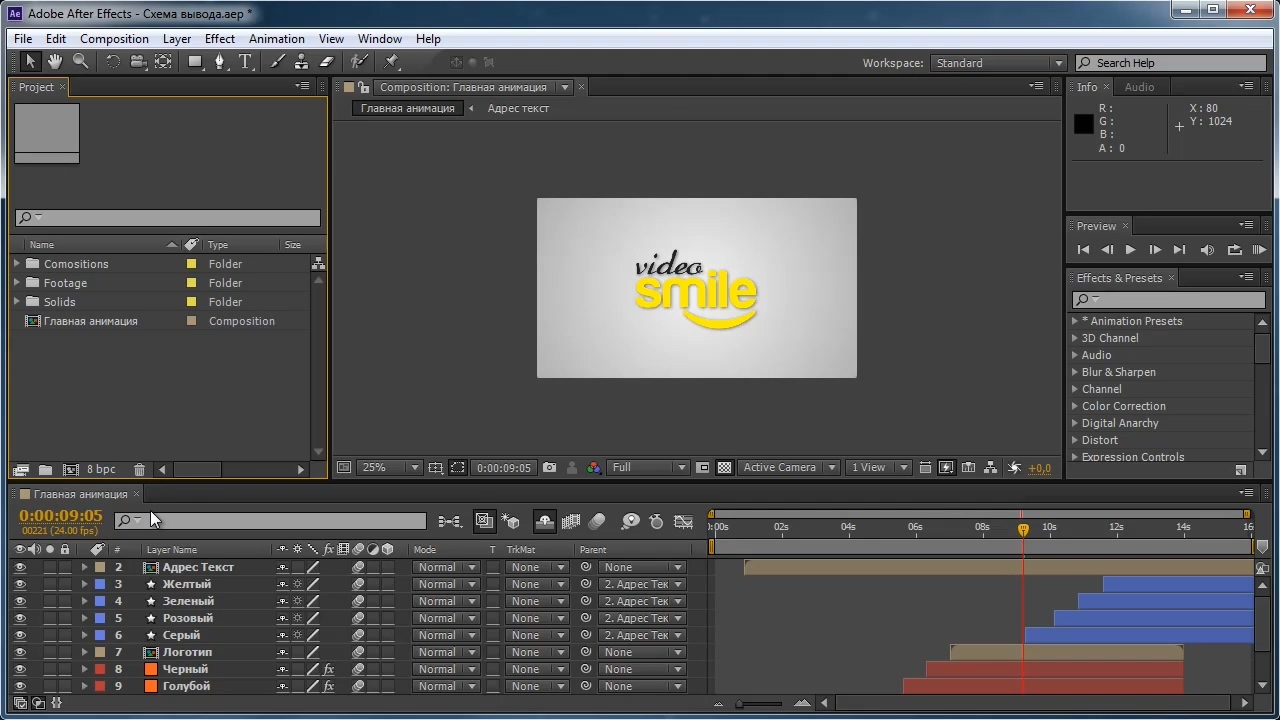 Adobe After Effects - Схема вывода.aep *
File Edit Composition Layer Effect Animation View Window Help
Workspace: Standard Search Help
Project
Name Type Size
Comositions Folder
Footage Folder
Solids Folder
Главная анимация Composition
8 bpc
Composition: Главная анимация
Главная анимация Адрес текст
video
smile
25% 0:00:09:05 Full Active Camera 1 View +0,0
Info Audio
R: X: 80
G: Y: 1024
B:
A: 0
Preview
Effects & Presets
* Animation Presets
3D Channel
Audio
Blur & Sharpen
Channel
Color Correction
Digital Anarchy
Distort
Expression Controls
Главная анимация
0:00:09:05
00221 (24.00 fps)
:00s 02s 04s 06s 08s 10s 12s 14s 16
# Layer Name fx Mode T TrkMat Parent
2 Адрес Текст Normal None None
3 Желтый Normal None 2. Адрес Тек
4 Зеленый Normal None 2. Адрес Тек
5 Розовый Normal None 2. Адрес Тек
6 Серый Normal None 2. Адрес Тек
7 Логотип Normal None None
8 Черный fx Normal None None
9 Голубой fx Normal None None